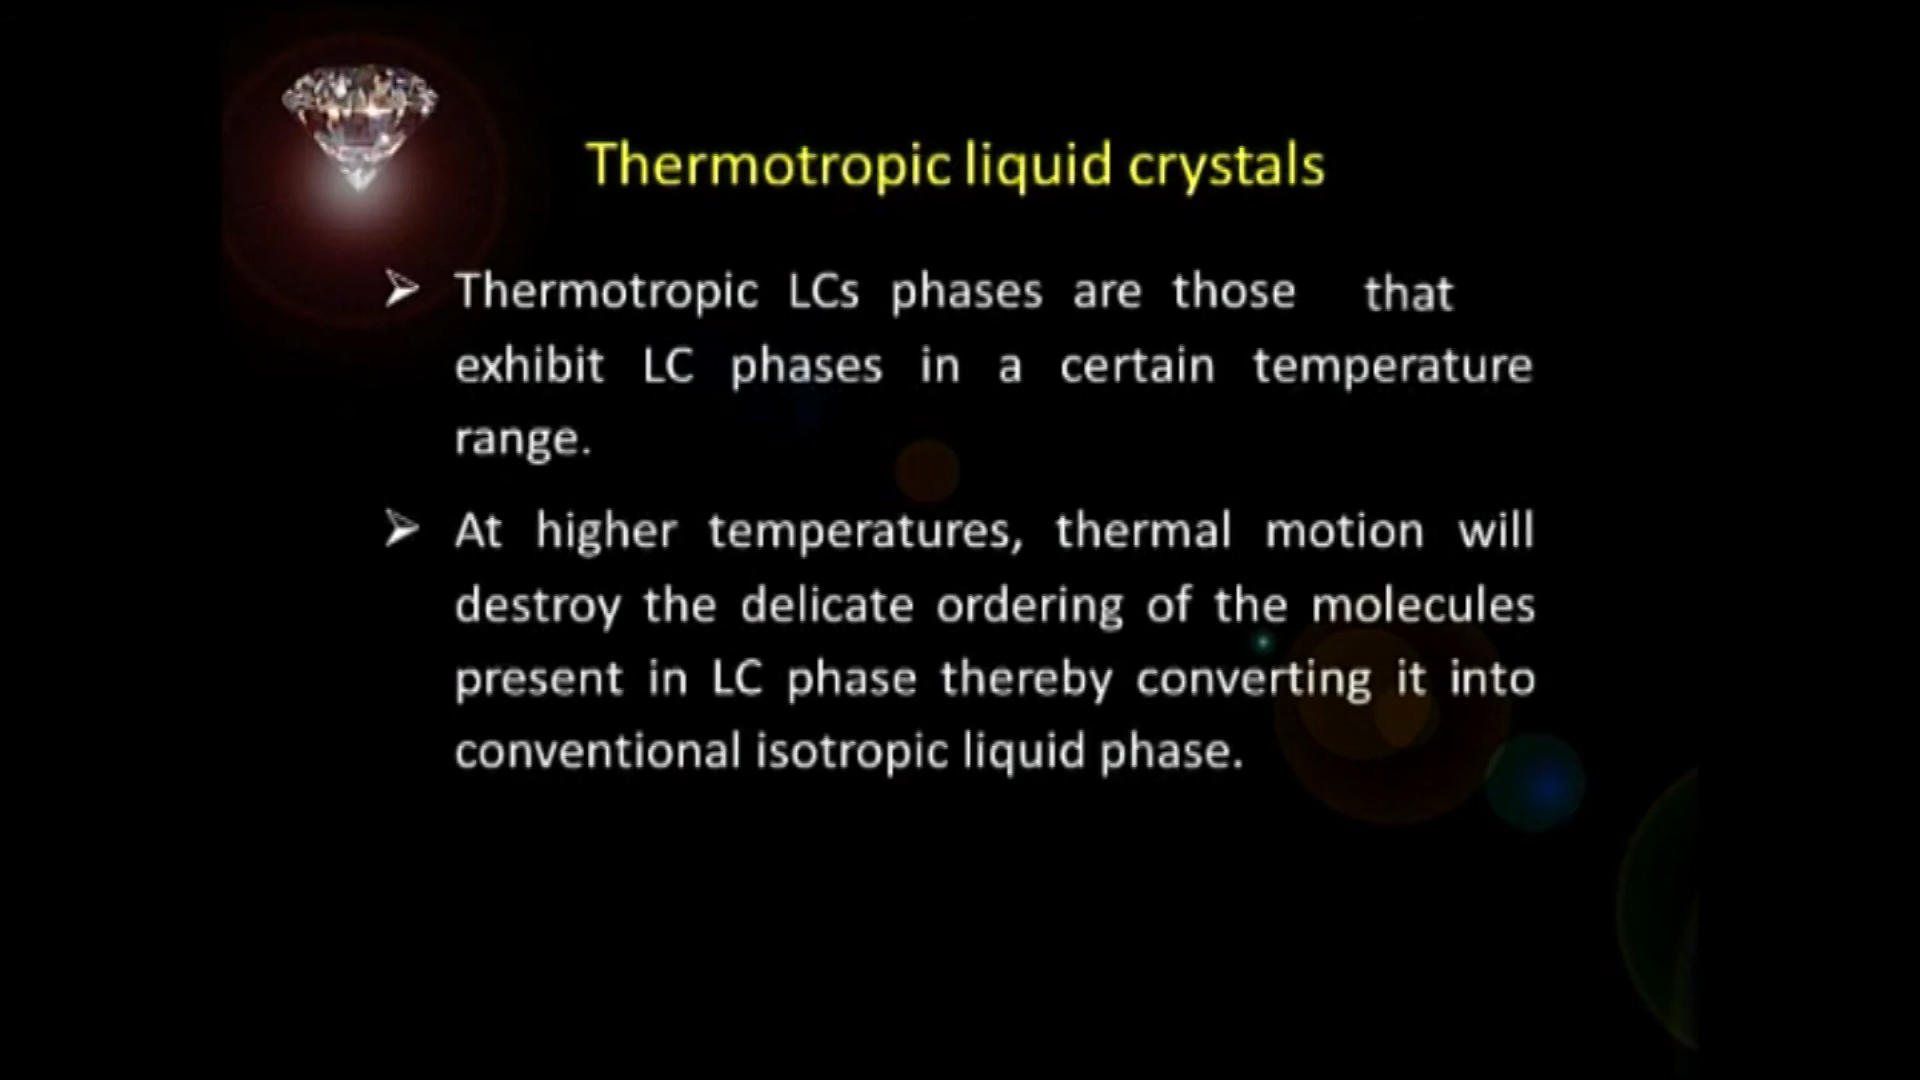 Thermotropic liquid crystals
Thermotropic LCs phases are those that
exhibit LC phases in a certain temperature
range.
At higher temperatures, thermal motion will
destroy the delicate ordering of the molecules
present in LC phase thereby converting it into
conventional isotropic liquid phase.